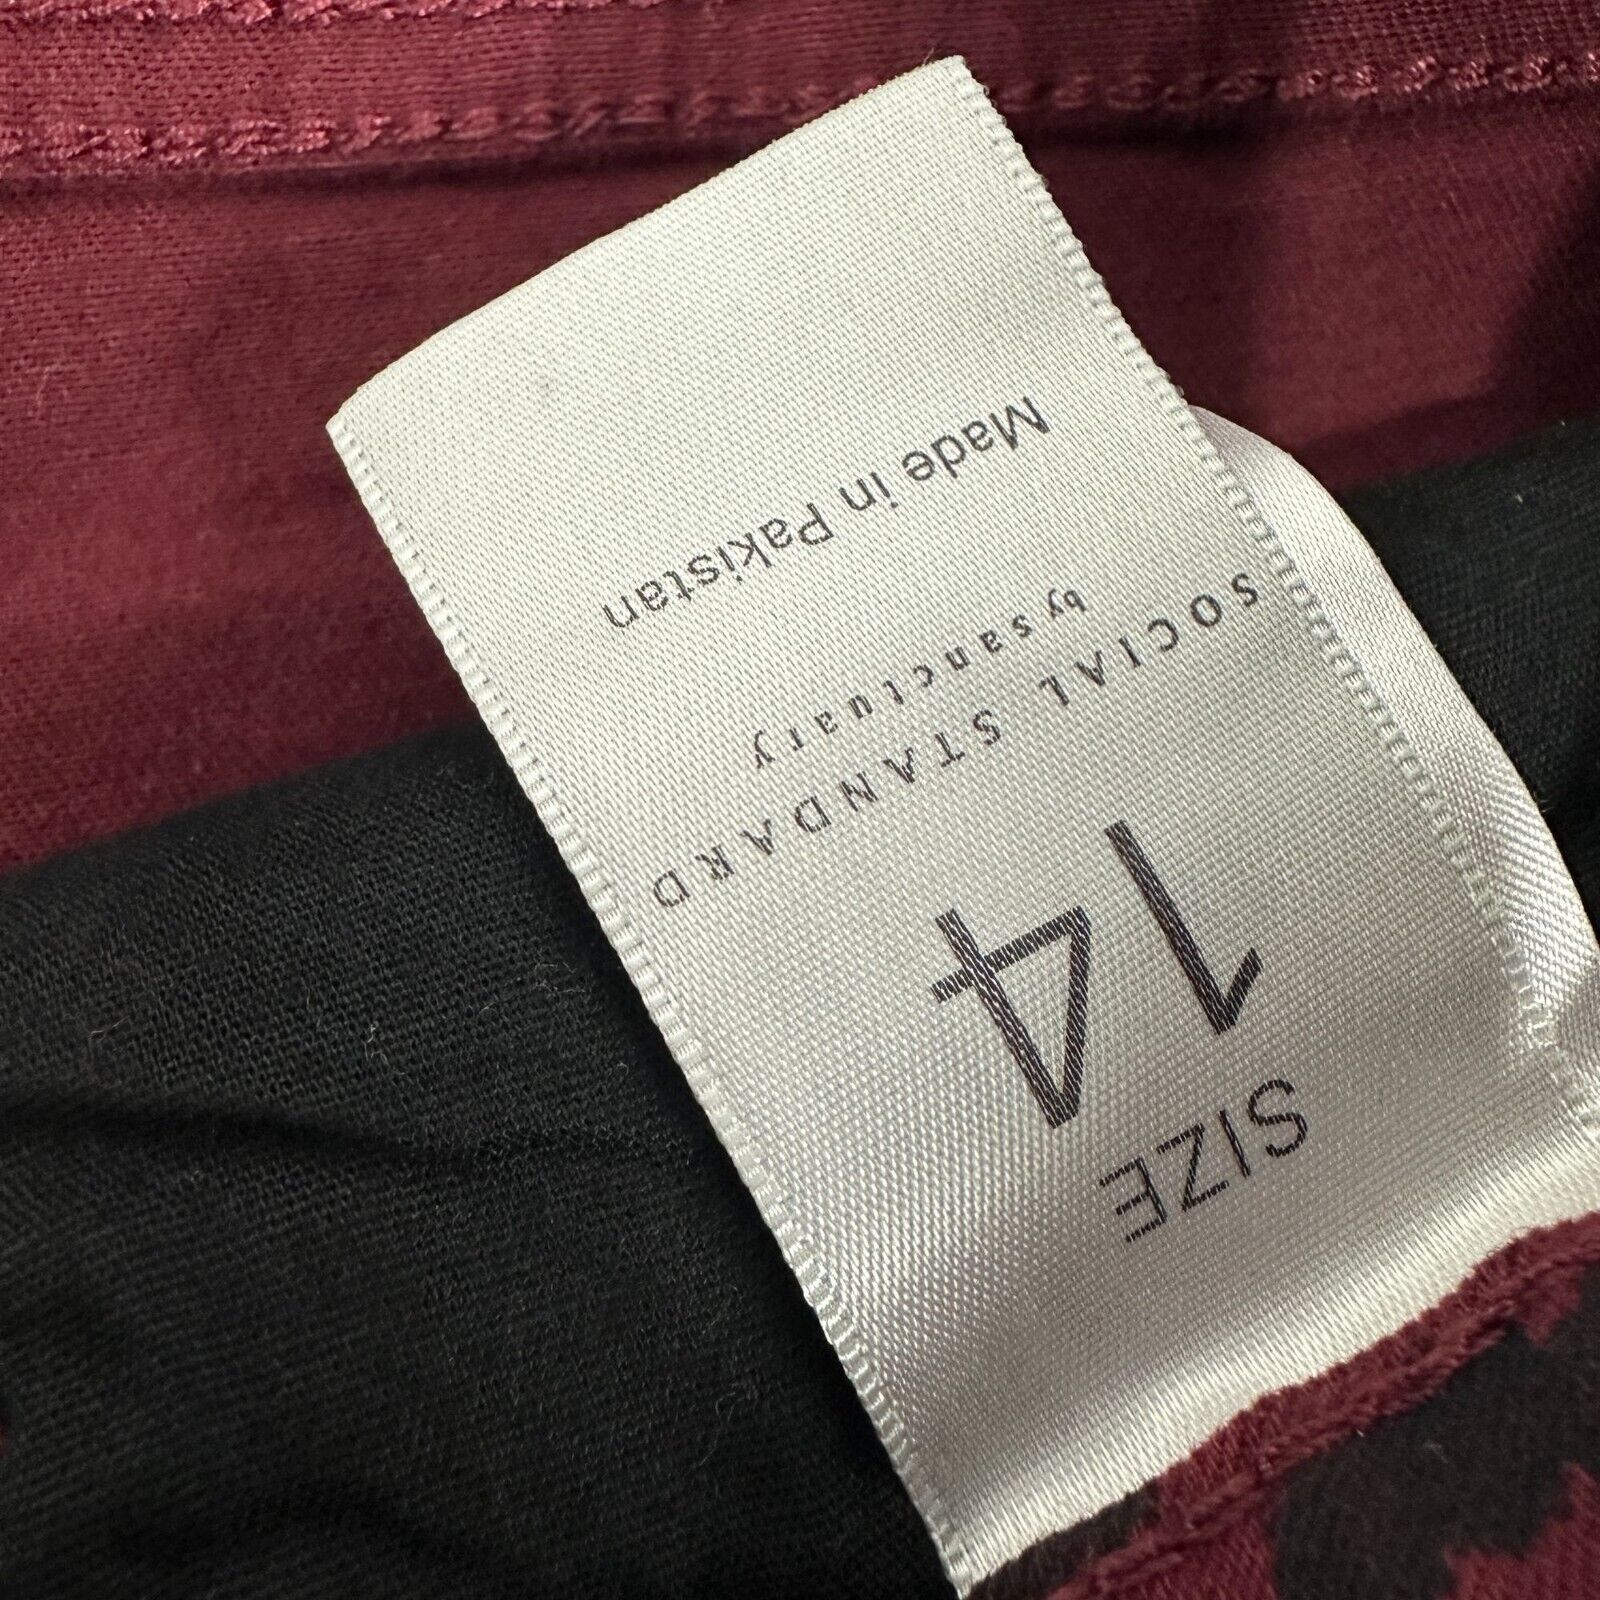 SIZE
14
SOCIAL STANDARD
by sanctuary
Made in Pakistan